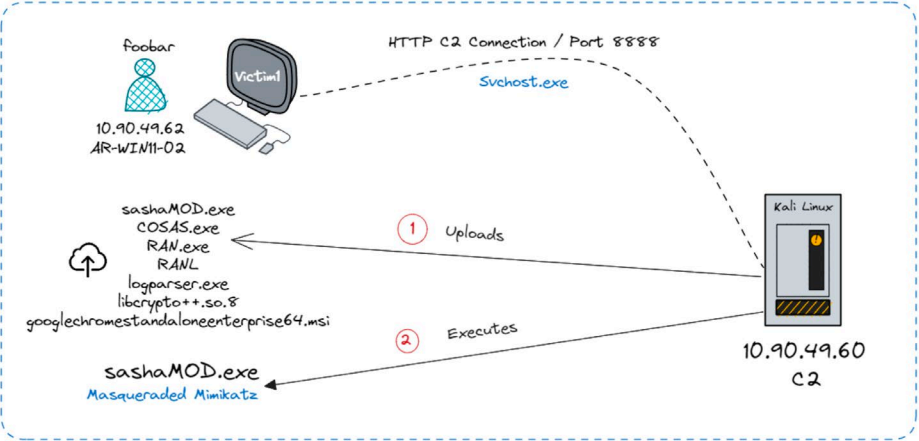 foobar
Victim1
10.90.49.62
AR-WIN11-02
HTTP C2 Connection / Port 8888
Svchost.exe
sashaMOD.exe
COSAS.exe
RAN.exe
RANL
logparser.exe
libcrypto++.so.8
googlechromestandaloneenterprise64.msi
1
Uploads
Kali Linux
2
Executes
sashaMOD.exe
Masqueraded Mimikatz
10.90.49.60
C2